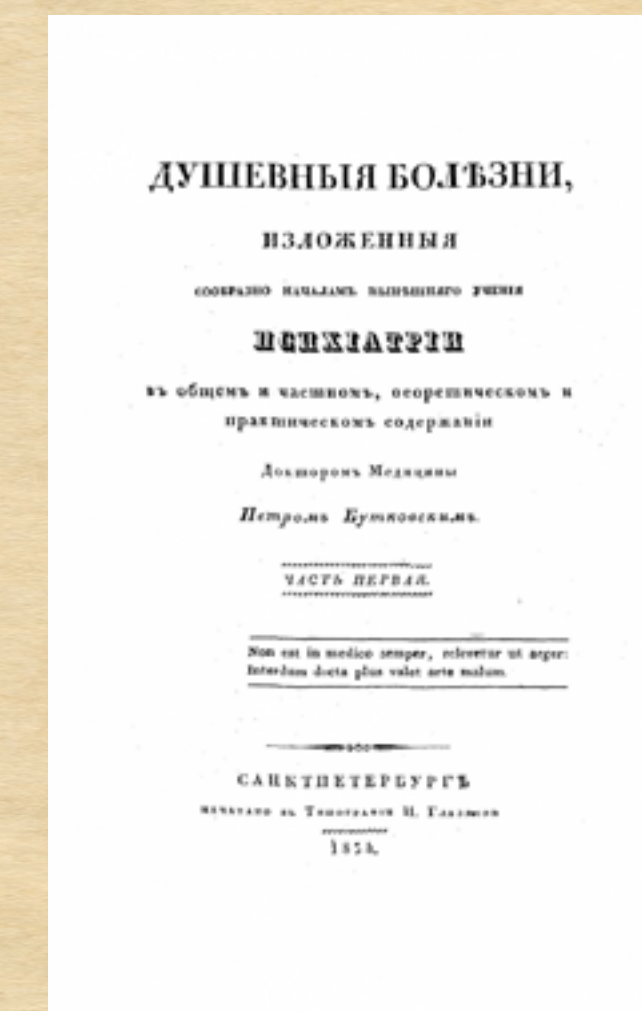 ДУШЕВНЫЯ БОЛѢЗНИ,
ИЗЛОЖЕННЫЯ
СООБРАЗНО НАЧАЛАМЪ НЫНѢШНЯГО УЧЕНІЯ
ПСИХІАТРІИ
въ общемъ и частномъ, ѳеоретическомъ и
практическомъ содержаніи
Докторомъ Медицины
Петромъ Бутковскимъ.
ЧАСТЬ ПЕРВАЯ.
Non est in medico semper, relevetur ut aeger:
Interdum docta plus valet arte malum.
САНКТПЕТЕРБУРГЪ
ПЕЧАТАНО ВЪ ТИПОГРАФІИ И. ГЛАЗУНОВА